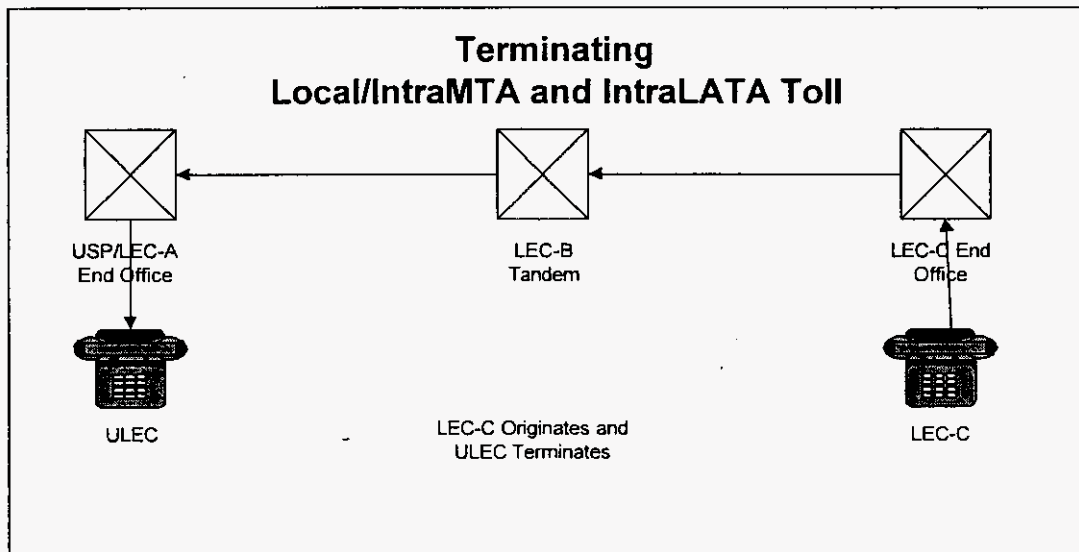 Terminating
Local/IntraMTA and IntraLATA Toll
USP/LEC-A
End Office
LEC-B
Tandem
LEC-C End
Office
ULEC
LEC-C Originates and
ULEC Terminates
LEC-C